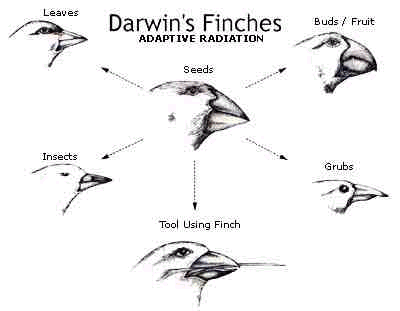 Darwin's Finches
ADAPTIVE RADIATION
Leaves
Buds / Fruit
Seeds
Insects
Grubs
Tool Using Finch